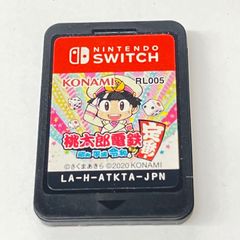 NINTENDO
SWITCH
KONAMI
RL005
桃太郎電鉄
昭和 平成 令和も
定番!
©さくまあきら ©2020 KONAMI
LA-H-ATKTA-JPN